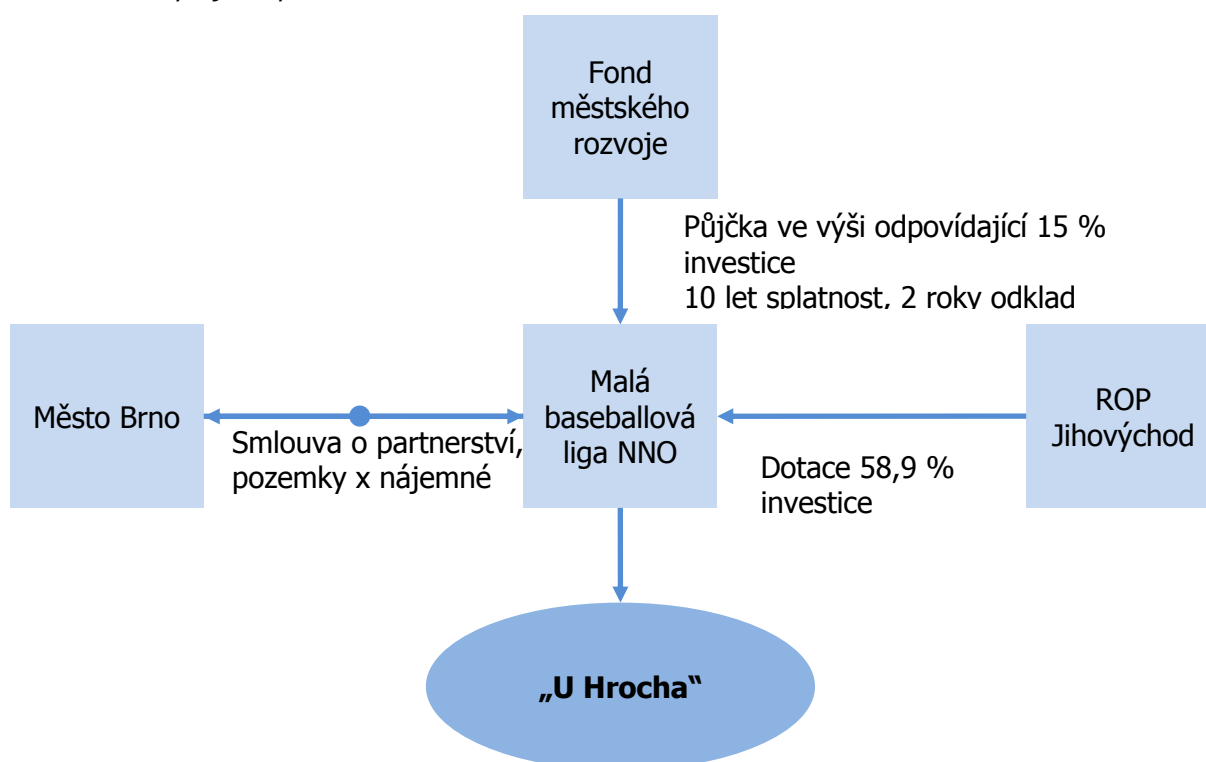 Fond
městského
rozvoje
Půjčka ve výši odpovídající 15 %
investice
10 let splatnost, 2 roky odklad
Město Brno
Smlouva o partnerství,
pozemky x nájemné
Malá
baseballová
liga NNO
Dotace 58,9 %
investice
ROP
Jihovýchod
„U Hrocha“